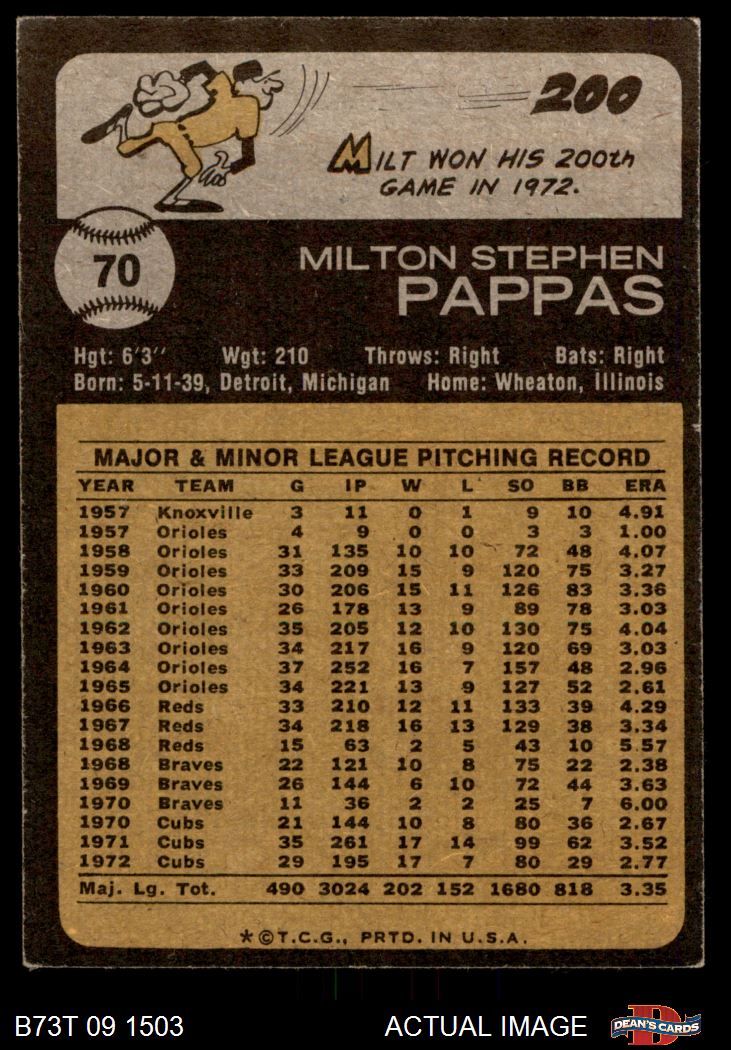 200
MILT WON HIS 200th
GAME IN 1972.
70
MILTON STEPHEN
PAPPAS
Hgt: 6'3'' Wgt: 210 Throws: Right Bats: Right
Born: 5-11-39, Detroit, Michigan Home: Wheaton, Illinois
MAJOR & MINOR LEAGUE PITCHING RECORD
YEAR TEAM G IP W L SO BB ERA
1957 Knoxville 3 11 0 1 9 10 4.91
1957 Orioles 4 9 0 0 3 3 1.00
1958 Orioles 31 135 10 10 72 48 4.07
1959 Orioles 33 209 15 9 120 75 3.27
1960 Orioles 30 206 15 11 126 83 3.36
1961 Orioles 26 178 13 9 89 78 3.03
1962 Orioles 35 205 12 10 130 75 4.04
1963 Orioles 34 217 16 9 120 69 3.03
1964 Orioles 37 252 16 7 157 48 2.96
1965 Orioles 34 221 13 9 127 52 2.61
1966 Reds 33 210 12 11 133 39 4.29
1967 Reds 34 218 16 13 129 38 3.34
1968 Reds 15 63 2 5 43 10 5.57
1968 Braves 22 121 10 8 75 22 2.38
1969 Braves 26 144 6 10 72 44 3.63
1970 Braves 11 36 2 2 25 7 6.00
1970 Cubs 21 144 10 8 80 36 2.67
1971 Cubs 35 261 17 14 99 62 3.52
1972 Cubs 29 195 17 7 80 29 2.77
Maj. Lg. Tot. 490 3024 202 152 1680 818 3.35
*©T.C.G., PRTD. IN U.S.A.
B73T 09 1503 ACTUAL IMAGE DEAN'S CARDS